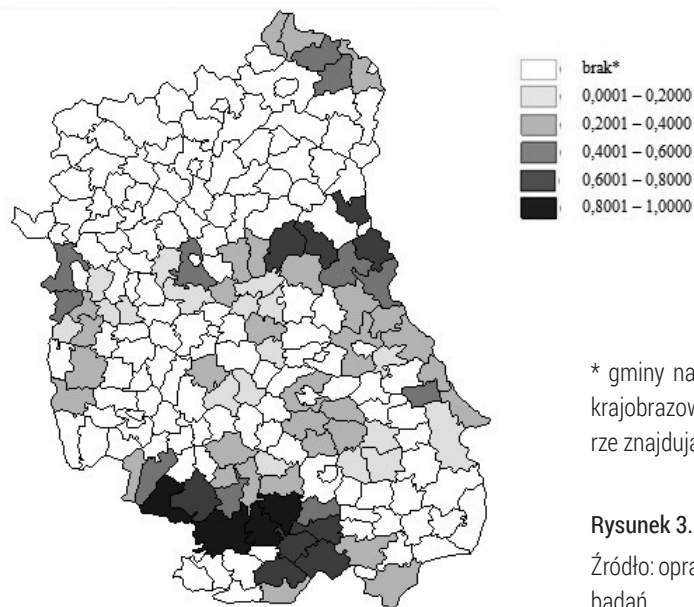 brak*
0,0001 – 0,2000
0,2001 – 0,4000
0,4001 – 0,6000
0,6001 – 0,8000
0,8001 – 1,0000
* gminy na
krajobrazow
rze znajdują
Rysunek 3.
Źródło: opra
badań